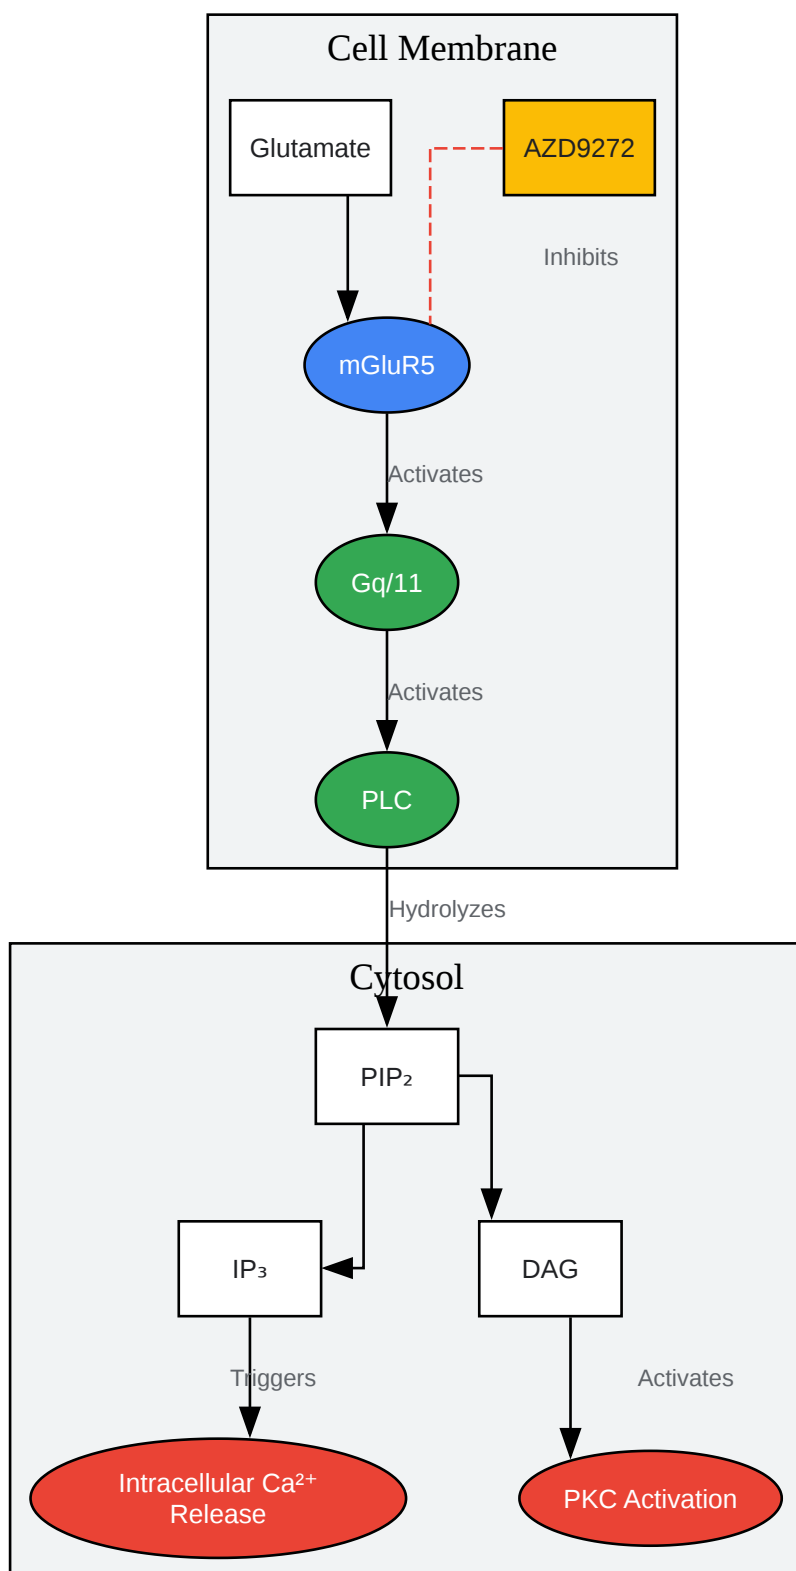 Cell Membrane
Glutamate
AZD9272
Inhibits
mGluR5
Activates
Gq/11
Activates
PLC
Hydrolyzes
Cytosol
PIP₂
IP₃
DAG
Triggers
Activates
Intracellular Ca²⁺
Release
PKC Activation